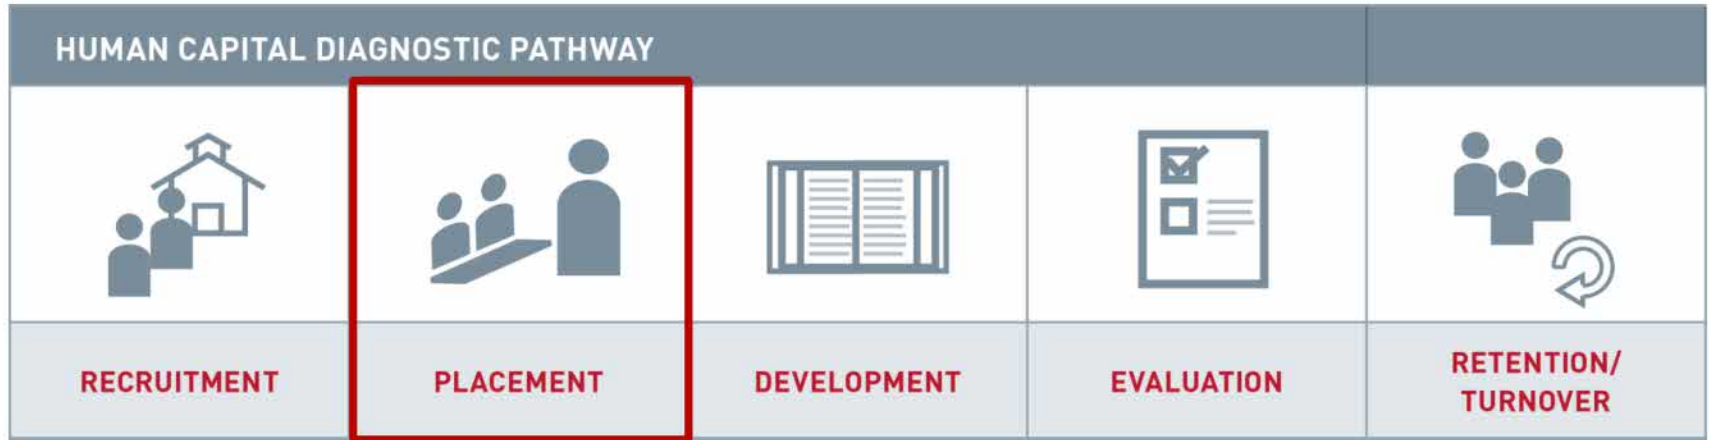 HUMAN CAPITAL DIAGNOSTIC PATHWAY
RECRUITMENT
PLACEMENT
DEVELOPMENT
EVALUATION
RETENTION/
TURNOVER